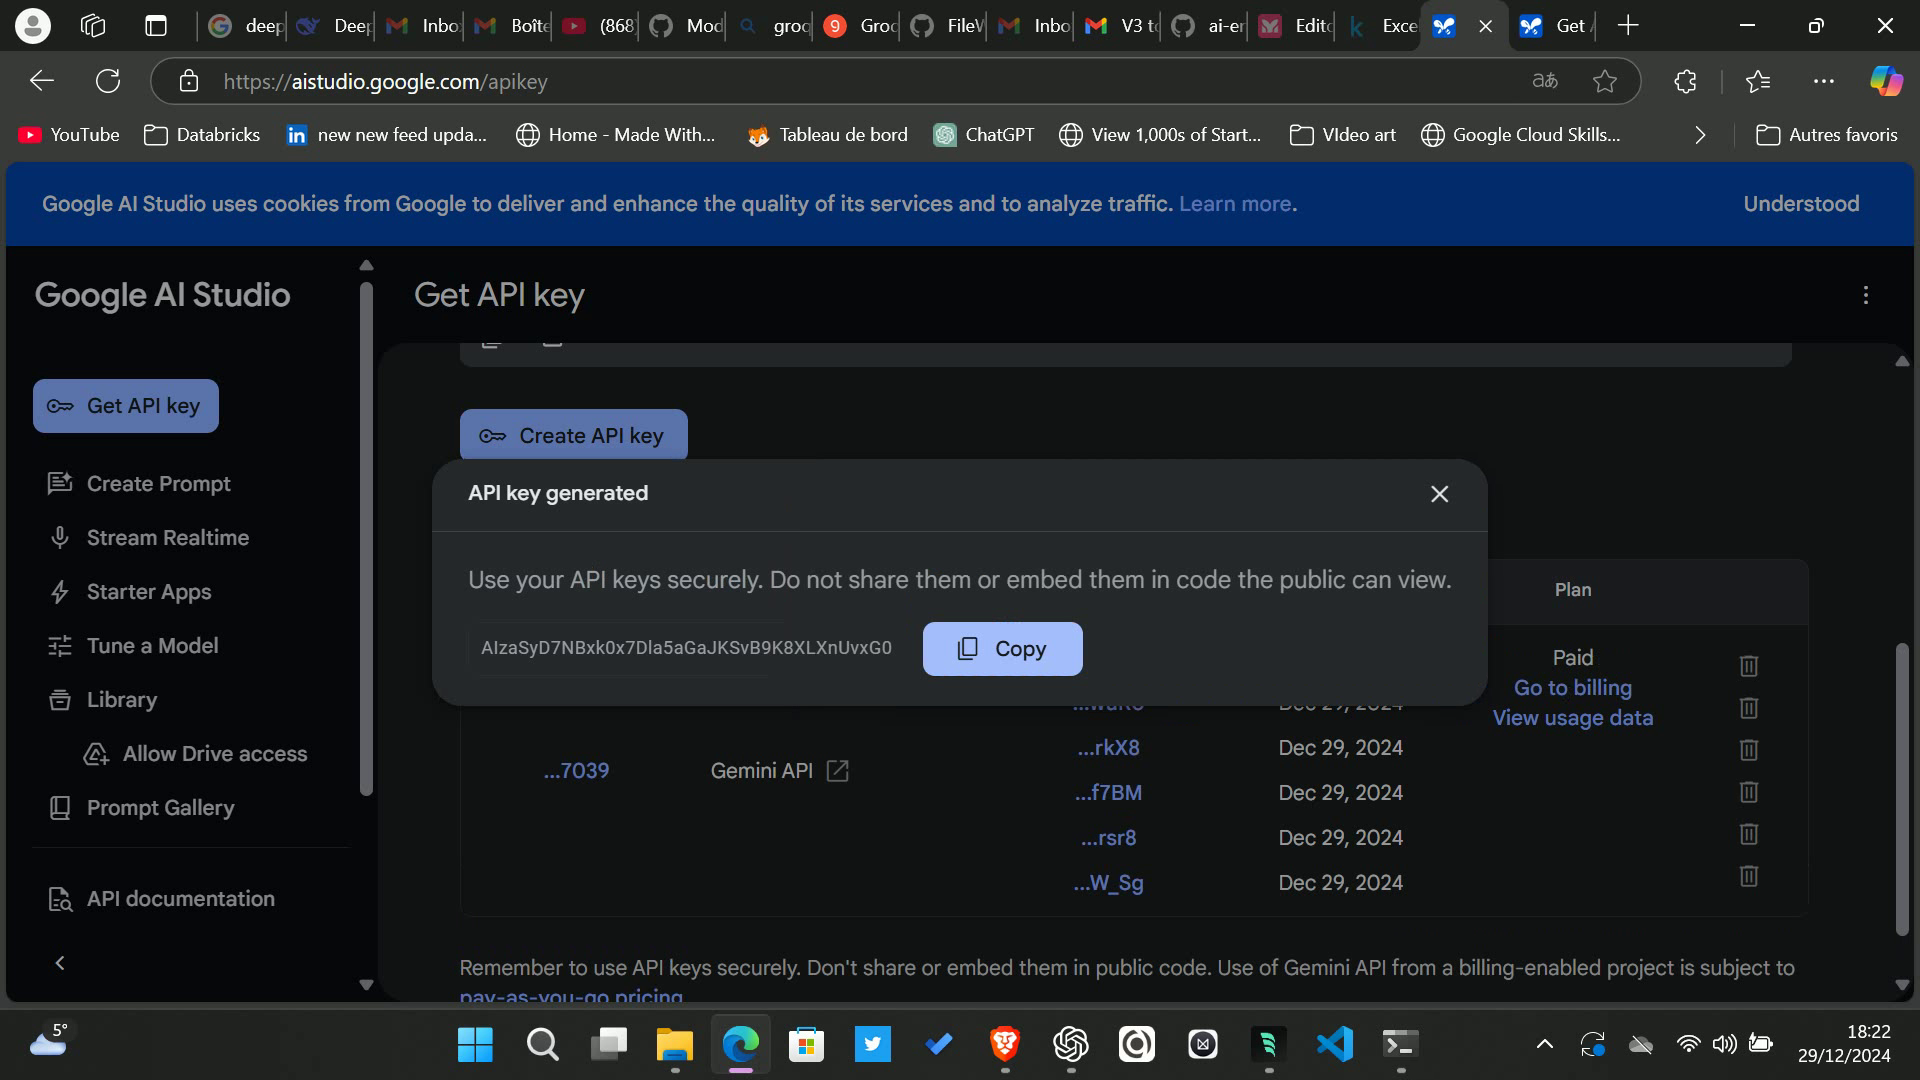 deep
Deep
Inbo
Boîte
(868
Mod
groq
Groc
FileV
Inbo
V3 to
ai-er
Edito
Exce
Get
https://aistudio.google.com/apikey
YouTube
Databricks
new new feed upda...
Home - Made With...
Tableau de bord
ChatGPT
View 1,000s of Start...
VIdeo art
Google Cloud Skills...
Autres favoris
Google AI Studio uses cookies from Google to deliver and enhance the quality of its services and to analyze traffic. Learn more.
Understood
Google AI Studio
Get API key
Get API key
Create Prompt
Stream Realtime
Starter Apps
Tune a Model
Library
Allow Drive access
Prompt Gallery
API documentation
Create API key
API key generated
Use your API keys securely. Do not share them or embed them in code the public can view.
Copy
Plan
Paid
Go to billing
View usage data
...7039
Gemini API
Dec 29, 2024
...rkX8
Dec 29, 2024
...f7BM
Dec 29, 2024
...rsr8
Dec 29, 2024
...W_Sg
Dec 29, 2024
Remember to use API keys securely. Don't share or embed them in public code. Use of Gemini API from a billing-enabled project is subject to
pay-as-you-go pricing
5°
18:22
29/12/2024